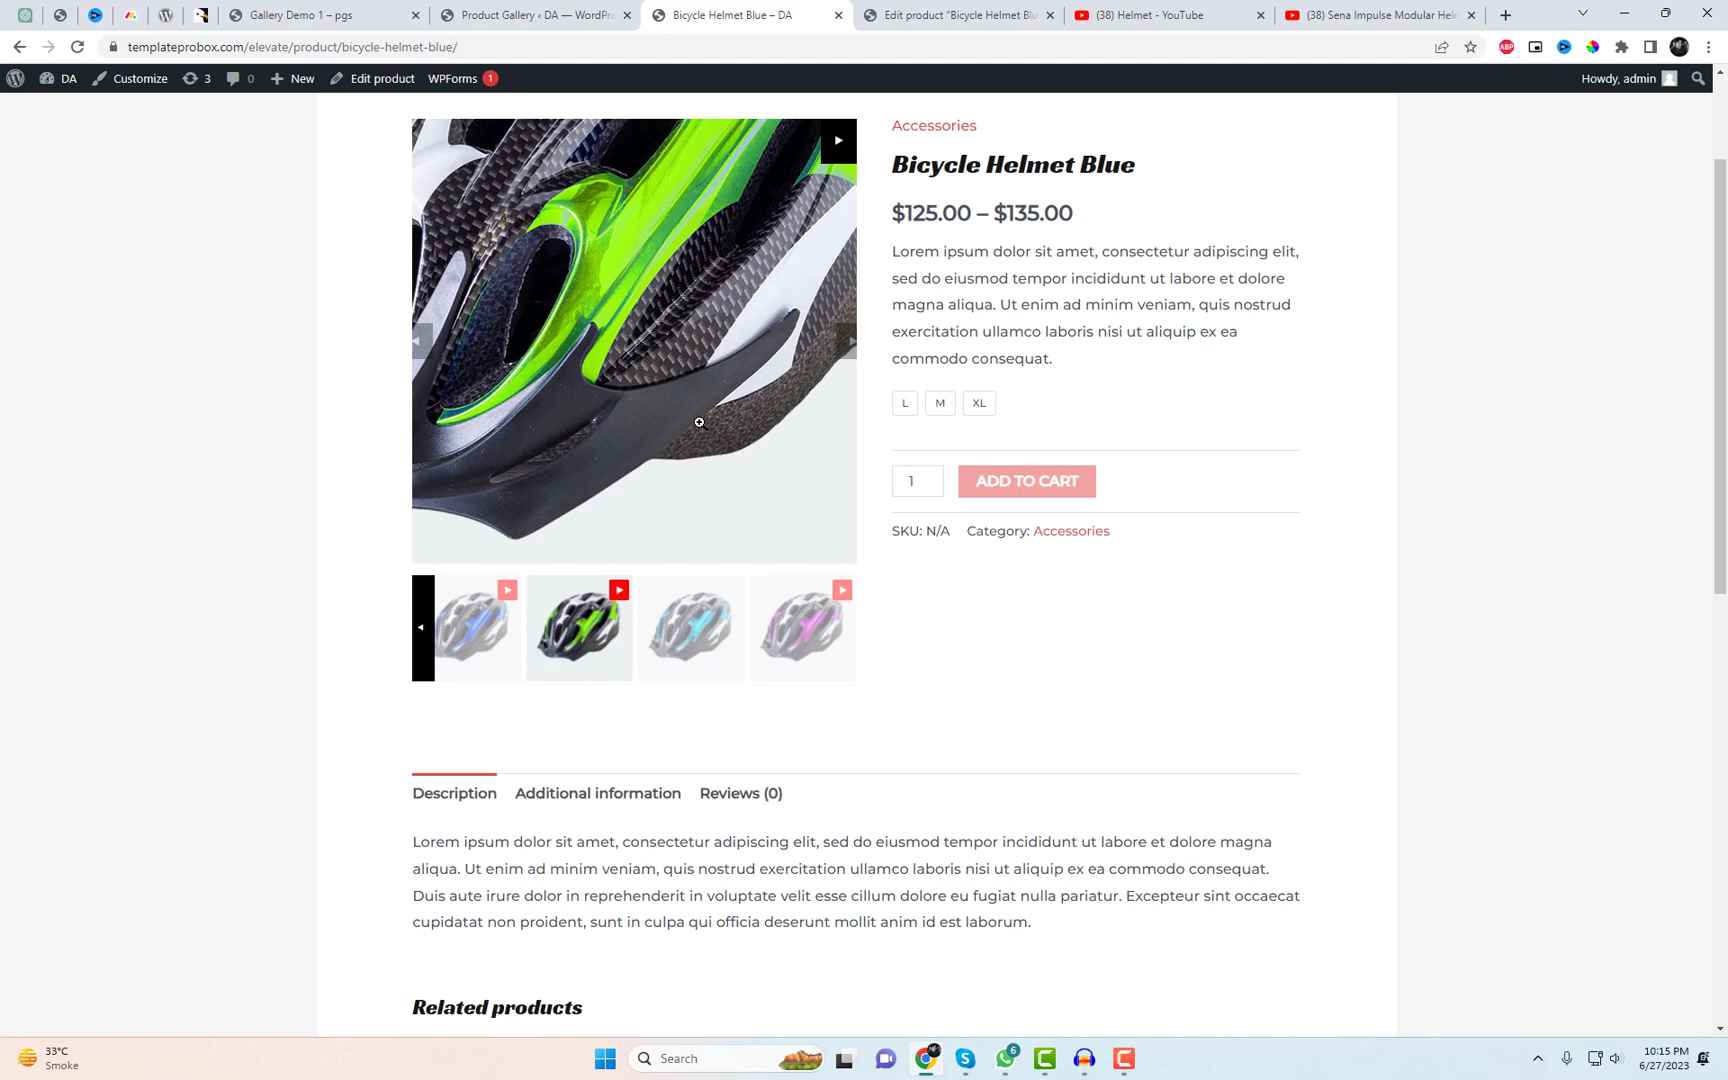 Gallery Demo 1 – pgs
Product Gallery ‹ DA — WordPre
Bicycle Helmet Blue – DA
Edit product "Bicycle Helmet Blu
(38) Helmet - YouTube
(38) Sena Impulse Modular Heln
templateprobox.com/elevate/product/bicycle-helmet-blue/
ABP
DA
Customize
3
0
New
Edit product
WPForms
1
Howdy, admin
Accessories
Bicycle Helmet Blue
$125.00 – $135.00
Lorem ipsum dolor sit amet, consectetur adipiscing elit,
sed do eiusmod tempor incididunt ut labore et dolore
magna aliqua. Ut enim ad minim veniam, quis nostrud
exercitation ullamco laboris nisi ut aliquip ex ea
commodo consequat.
L
M
XL
1
ADD TO CART
SKU: N/A
Category: Accessories
Description
Additional information
Reviews (0)
Lorem ipsum dolor sit amet, consectetur adipiscing elit, sed do eiusmod tempor incididunt ut labore et dolore magna
aliqua. Ut enim ad minim veniam, quis nostrud exercitation ullamco laboris nisi ut aliquip ex ea commodo consequat.
Duis aute irure dolor in reprehenderit in voluptate velit esse cillum dolore eu fugiat nulla pariatur. Excepteur sint occaecat
cupidatat non proident, sunt in culpa qui officia deserunt mollit anim id est laborum.
Related products
33°C
Smoke
Search
6
10:15 PM
6/27/2023